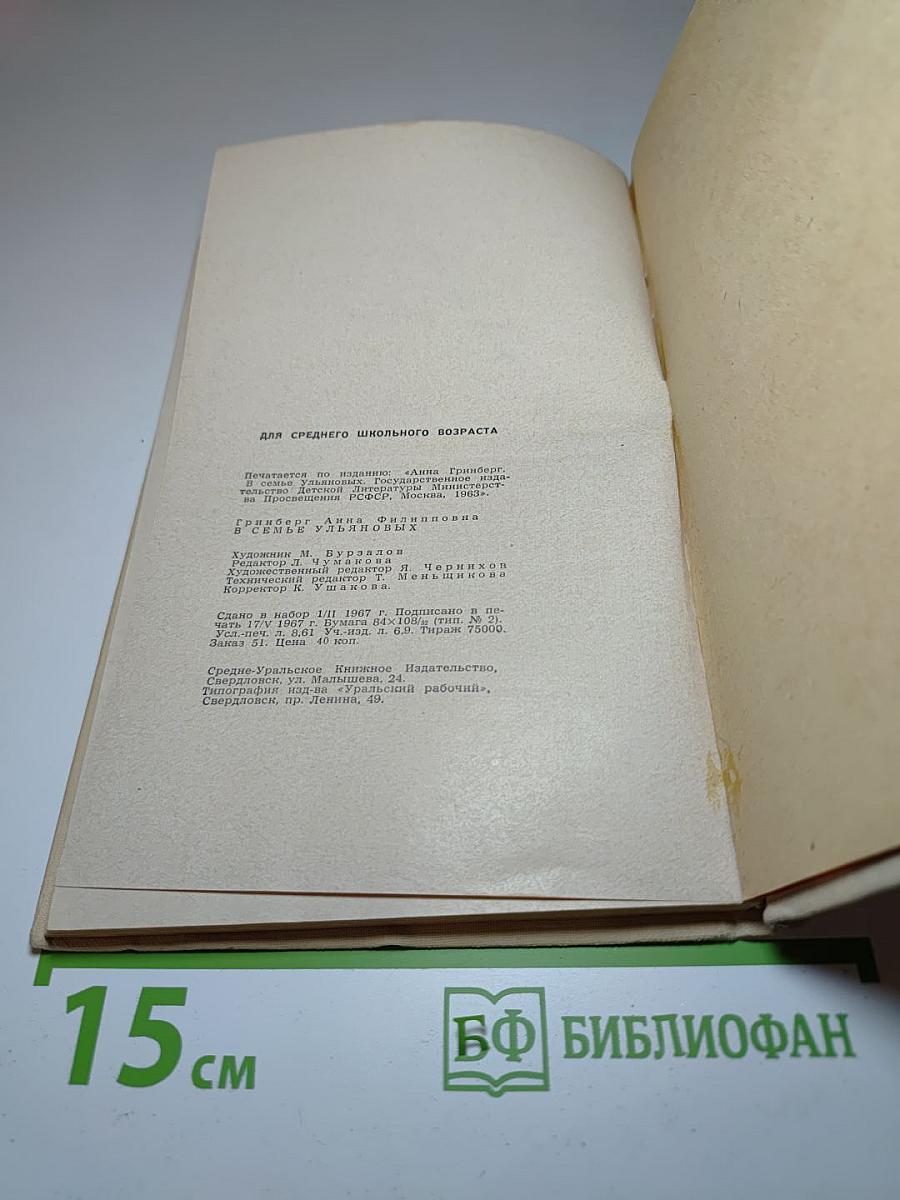 ДЛЯ СРЕДНЕГО ШКОЛЬНОГО ВОЗРАСТА
Печатается по изданию: «Анна Гринберг.
В семье Ульяновых. Государственное изда-
тельство Детской Литературы Министерст-
ва Просвещения РСФСР, Москва, 1963».
Гринберг Анна Филипповна
В СЕМЬЕ УЛЬЯНОВЫХ
Художник М. Бурзалов
Редактор Л. Чумакова
Художественный редактор Я. Чернихов
Технический редактор Т. Меньщикова
Корректор К. Ушакова.
Сдано в набор 1/II 1967 г. Подписано в пе-
чать 17/V 1967 г. Бумага 84×108/32 (тип. № 2).
Усл.-печ. л. 8,61 Уч.-изд. л. 6,9. Тираж 75000.
Заказ 51. Цена 40 коп.
Средне-Уральское Книжное Издательство,
Свердловск, ул. Малышева, 24.
Типография изд-ва «Уральский рабочий»,
Свердловск, пр. Ленина, 49.
15 см
БФ БИБЛИОФАН